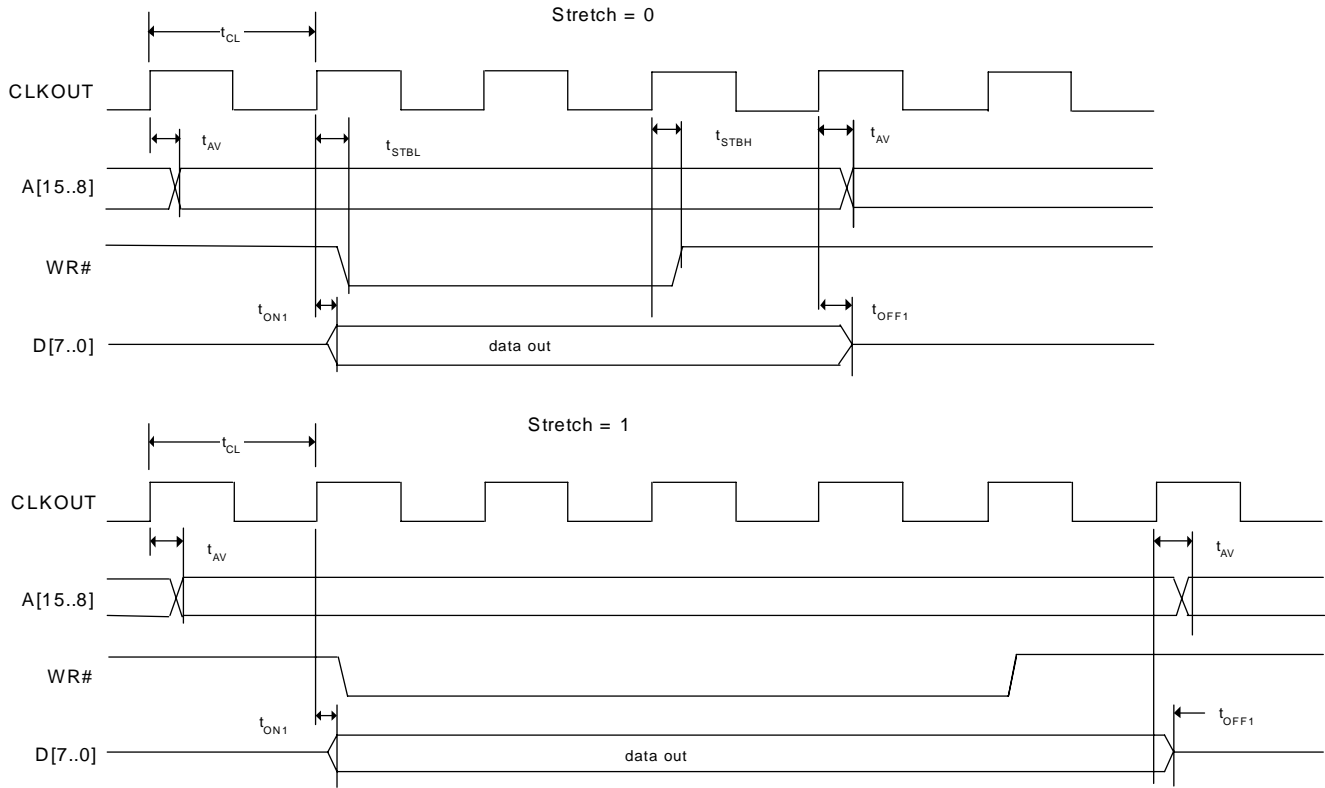 Stretch = 0
tCL
CLKOUT
tAV
tSTBL
tSTBH
tAV
A[15..8]
WR#
tON1
tOFF1
D[7..0]
data out
Stretch = 1
tCL
CLKOUT
tAV
tAV
A[15..8]
WR#
tON1
tOFF1
D[7..0]
data out